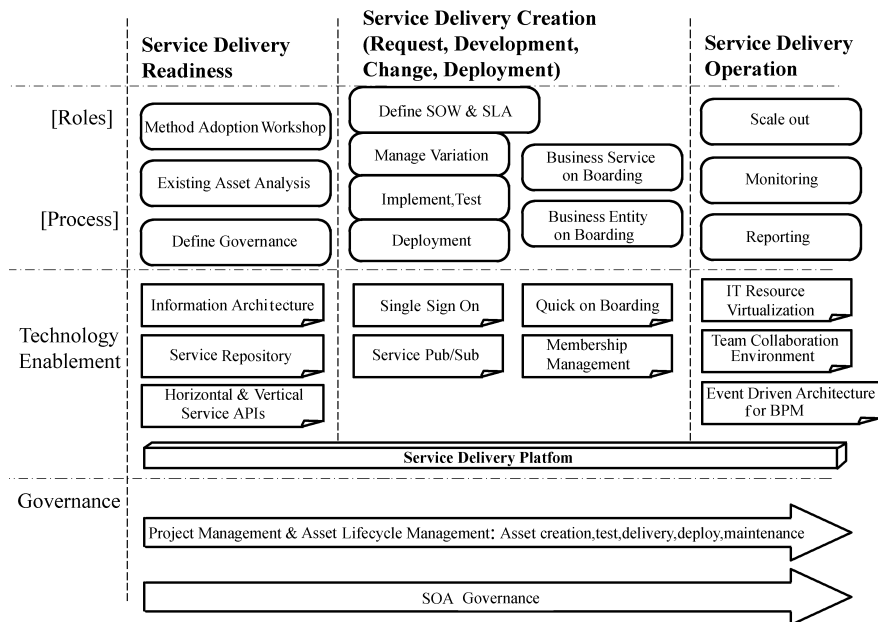 Service Delivery
Readiness
Service Delivery Creation
(Request, Development,
Change, Deployment)
Service Delivery
Operation
[Roles]
[Process]
Method Adoption Workshop
Existing Asset Analysis
Define Governance
Define SOW & SLA
Manage Variation
Implement,Test
Deployment
Business Service
on Boarding
Business Entity
on Boarding
Scale out
Monitoring
Reporting
Technology
Enablement
Information Architecture
Service Repository
Horizontal & Vertical
Service APIs
Single Sign On
Service Pub/Sub
Quick on Boarding
Membership
Management
IT Resource
Virtualization
Team Collaboration
Environment
Event Driven Architecture
for BPM
Service Delivery Platfom
Governance
Project Management & Asset Lifecycle Management: Asset creation,test,delivery,deploy,maintenance
SOA Governance